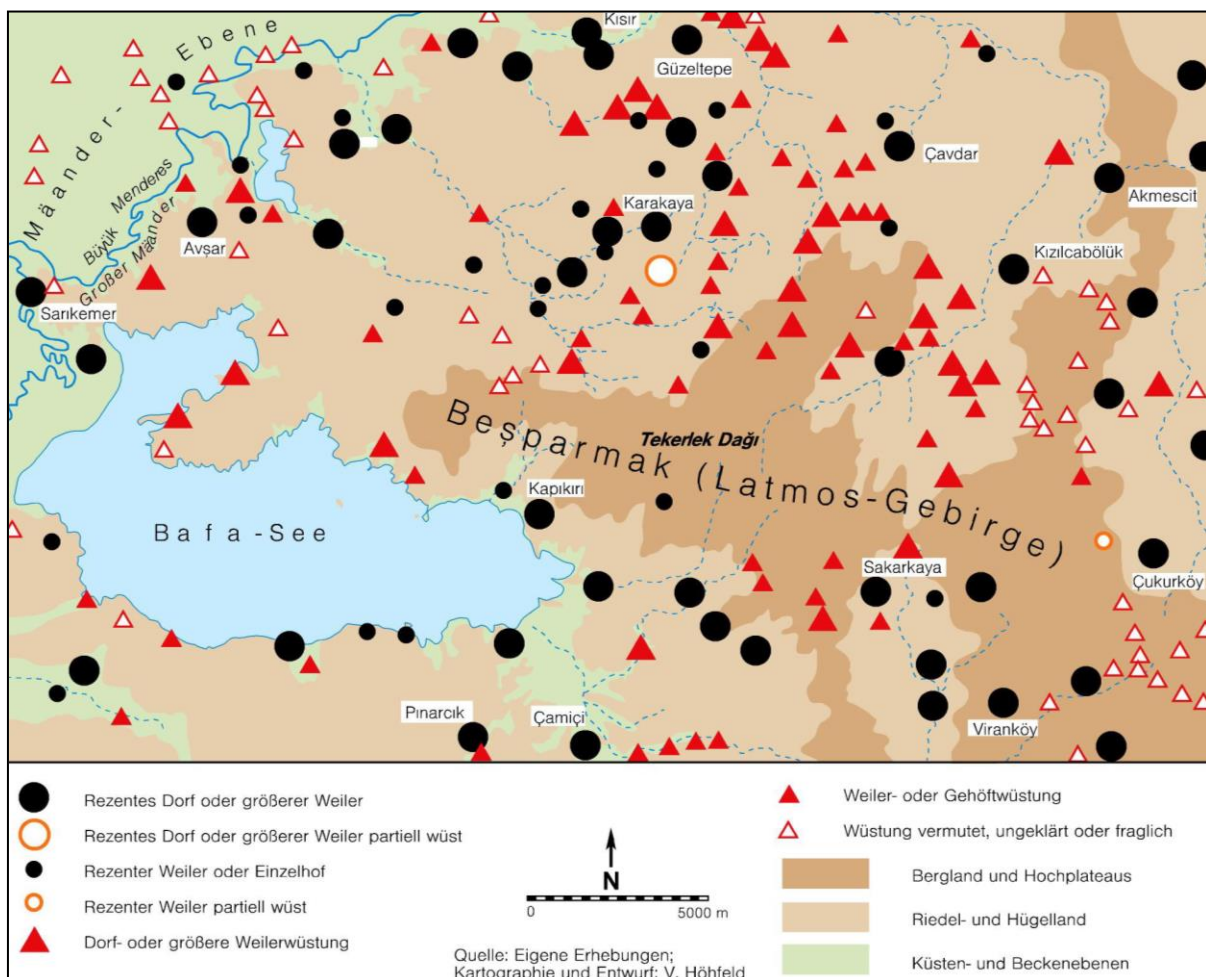 Kısır
Mäander-Ebene
Güzeltepe
Çavdar
Akmescit
Büyük Menderes
Großer Mäander
Karakaya
Avşar
Kızılcabölük
Sarıkemer
Beşparmak (Latmos-Gebirge)
Tekerlek Dağı
Kapıkırı
Bafa-See
Sakarkaya
Çukurköy
Pınarcık
Çamiçi
Viranköy
Rezentes Dorf oder größerer Weiler
Rezentes Dorf oder größerer Weiler partiell wüst
Rezenter Weiler oder Einzelhof
Rezenter Weiler partiell wüst
Dorf- oder größere Weilerwüstung
N
0 5000 m
Quelle: Eigene Erhebungen;
Kartographie und Entwurf: V. Höhfeld
Weiler- oder Gehöftwüstung
Wüstung vermutet, ungeklärt oder fraglich
Bergland und Hochplateaus
Riedel- und Hügelland
Küsten- und Beckenebenen